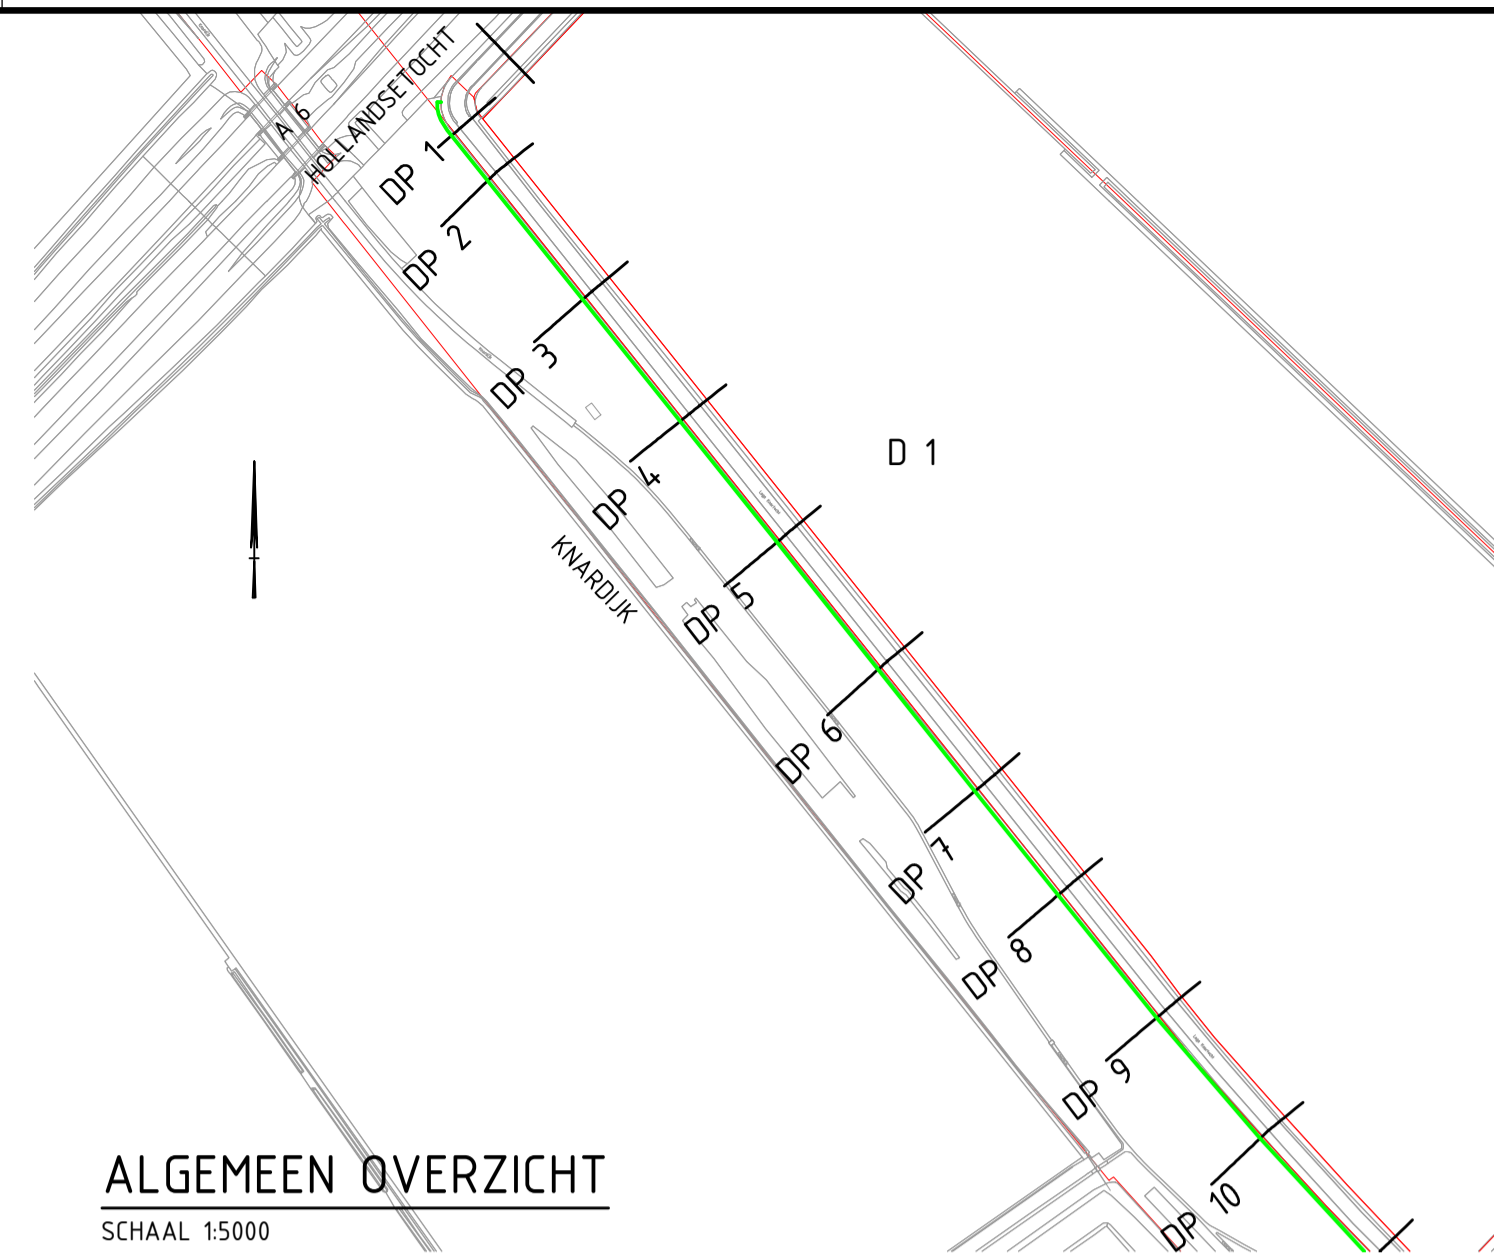 HOLLANDSETOCHT
A 6
DP 1
DP 2
DP 3
DP 4
D 1
KNARDIJK
DP 5
DP 6
DP 7
DP 8
DP 9
DP 10
ALGEMEEN OVERZICHT
SCHAAL 1:5000